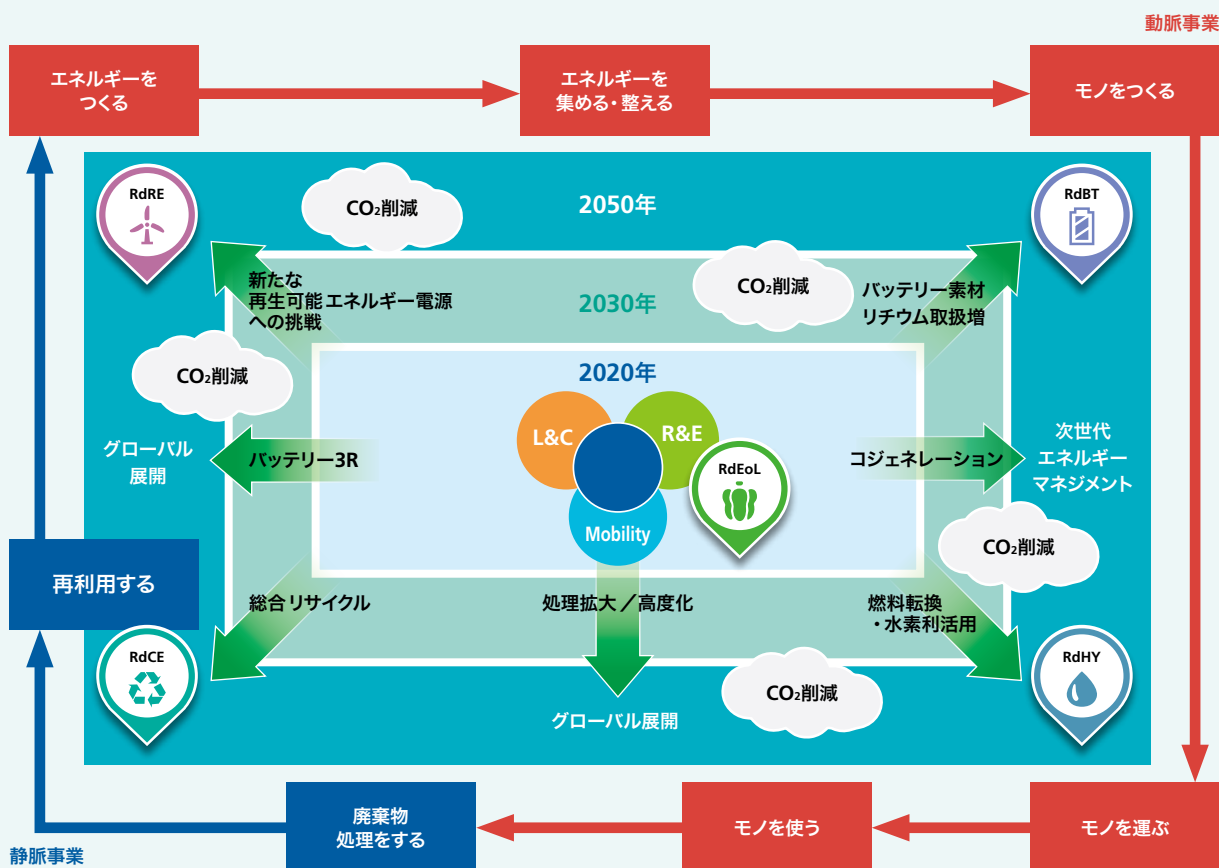 動脈事業
エネルギーを
つくる
エネルギーを
集める・整える
モノをつくる
RdRE
CO₂削減
2050年
RdBT
新たな
再生可能エネルギー電源
への挑戦
2030年
CO₂削減
バッテリー素材
リチウム取扱増
CO₂削減
2020年
L&C
R&E
Mobility
RdEoL
グローバル
展開
バッテリー3R
コジェネレーション
次世代
エネルギー
マネジメント
CO₂削減
再利用する
総合リサイクル
処理拡大／高度化
燃料転換
・水素利活用
RdCE
RdHY
CO₂削減
グローバル展開
廃棄物
処理をする
モノを使う
モノを運ぶ
静脈事業